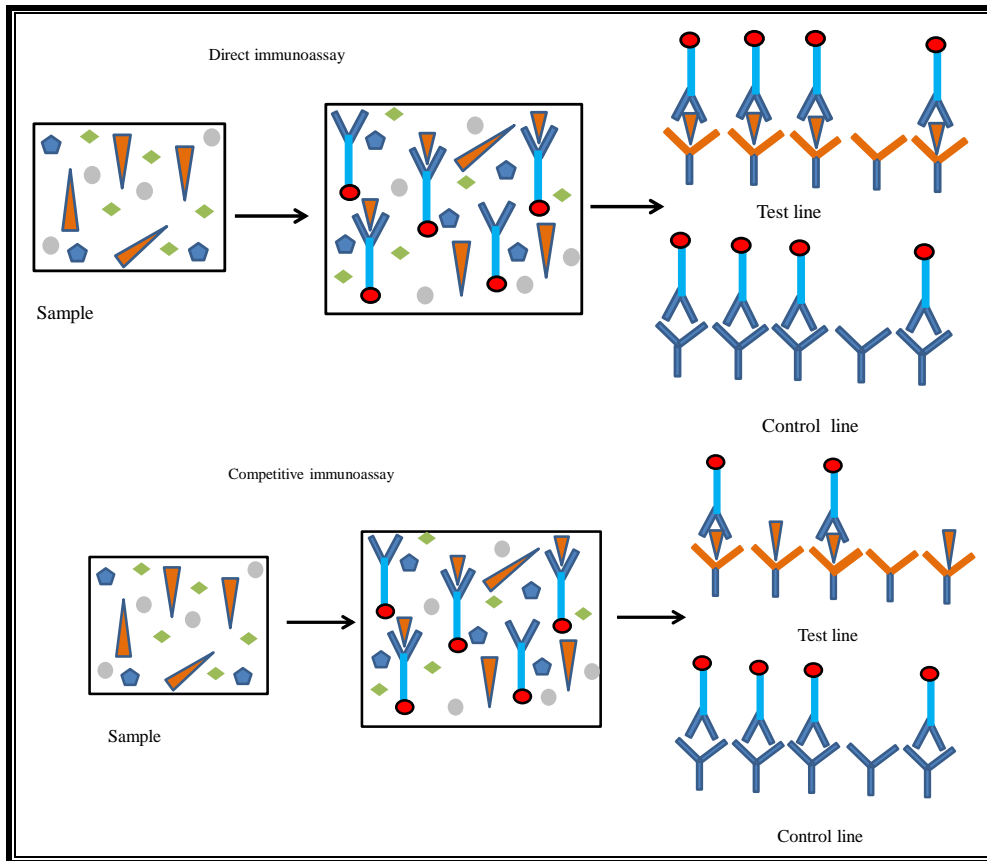 Direct immunoassay
Sample
Test line
Control line
Competitive immunoassay
Sample
Test line
Control line